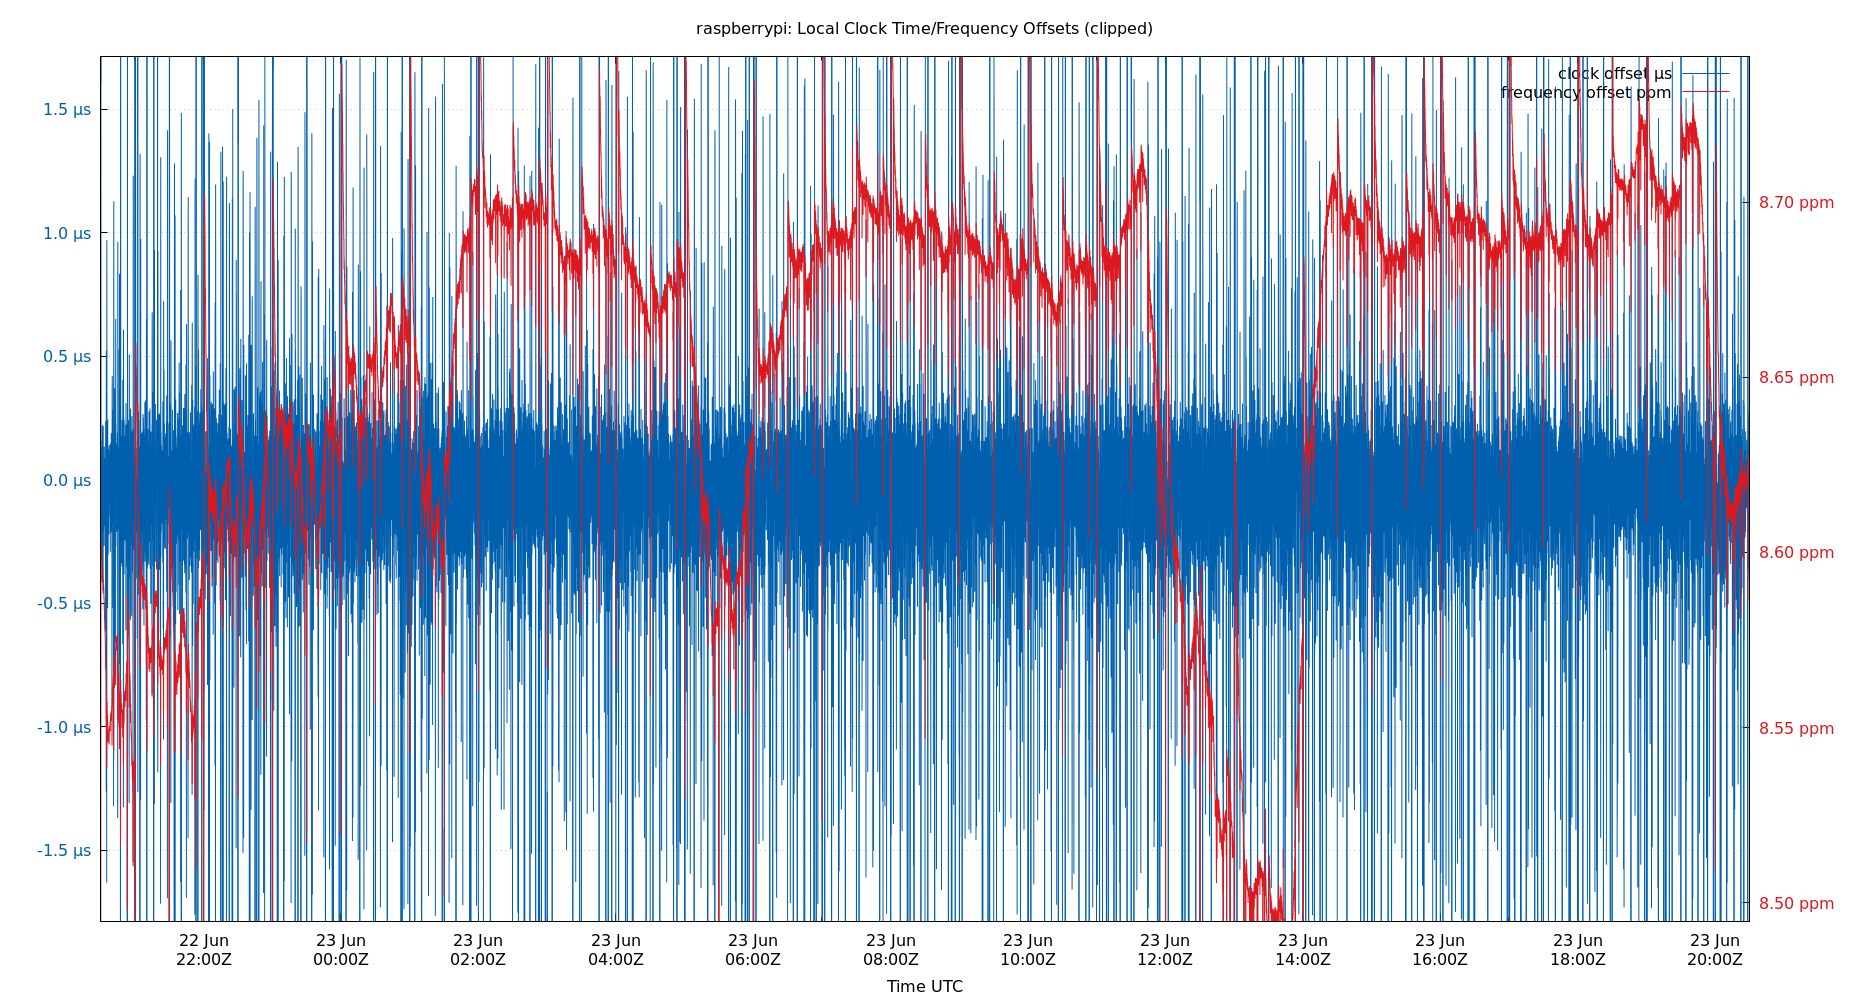 raspberrypi: Local Clock Time/Frequency Offsets (clipped)
clock offset µs
frequency offset ppm
1.5 µs
1.0 µs
0.5 µs
0.0 µs
-0.5 µs
-1.0 µs
-1.5 µs
8.70 ppm
8.65 ppm
8.60 ppm
8.55 ppm
8.50 ppm
22 Jun 23 Jun 23 Jun 23 Jun 23 Jun 23 Jun 23 Jun 23 Jun 23 Jun 23 Jun 23 Jun 23 Jun
22:00Z 00:00Z 02:00Z 04:00Z 06:00Z 08:00Z 10:00Z 12:00Z 14:00Z 16:00Z 18:00Z 20:00Z
Time UTC